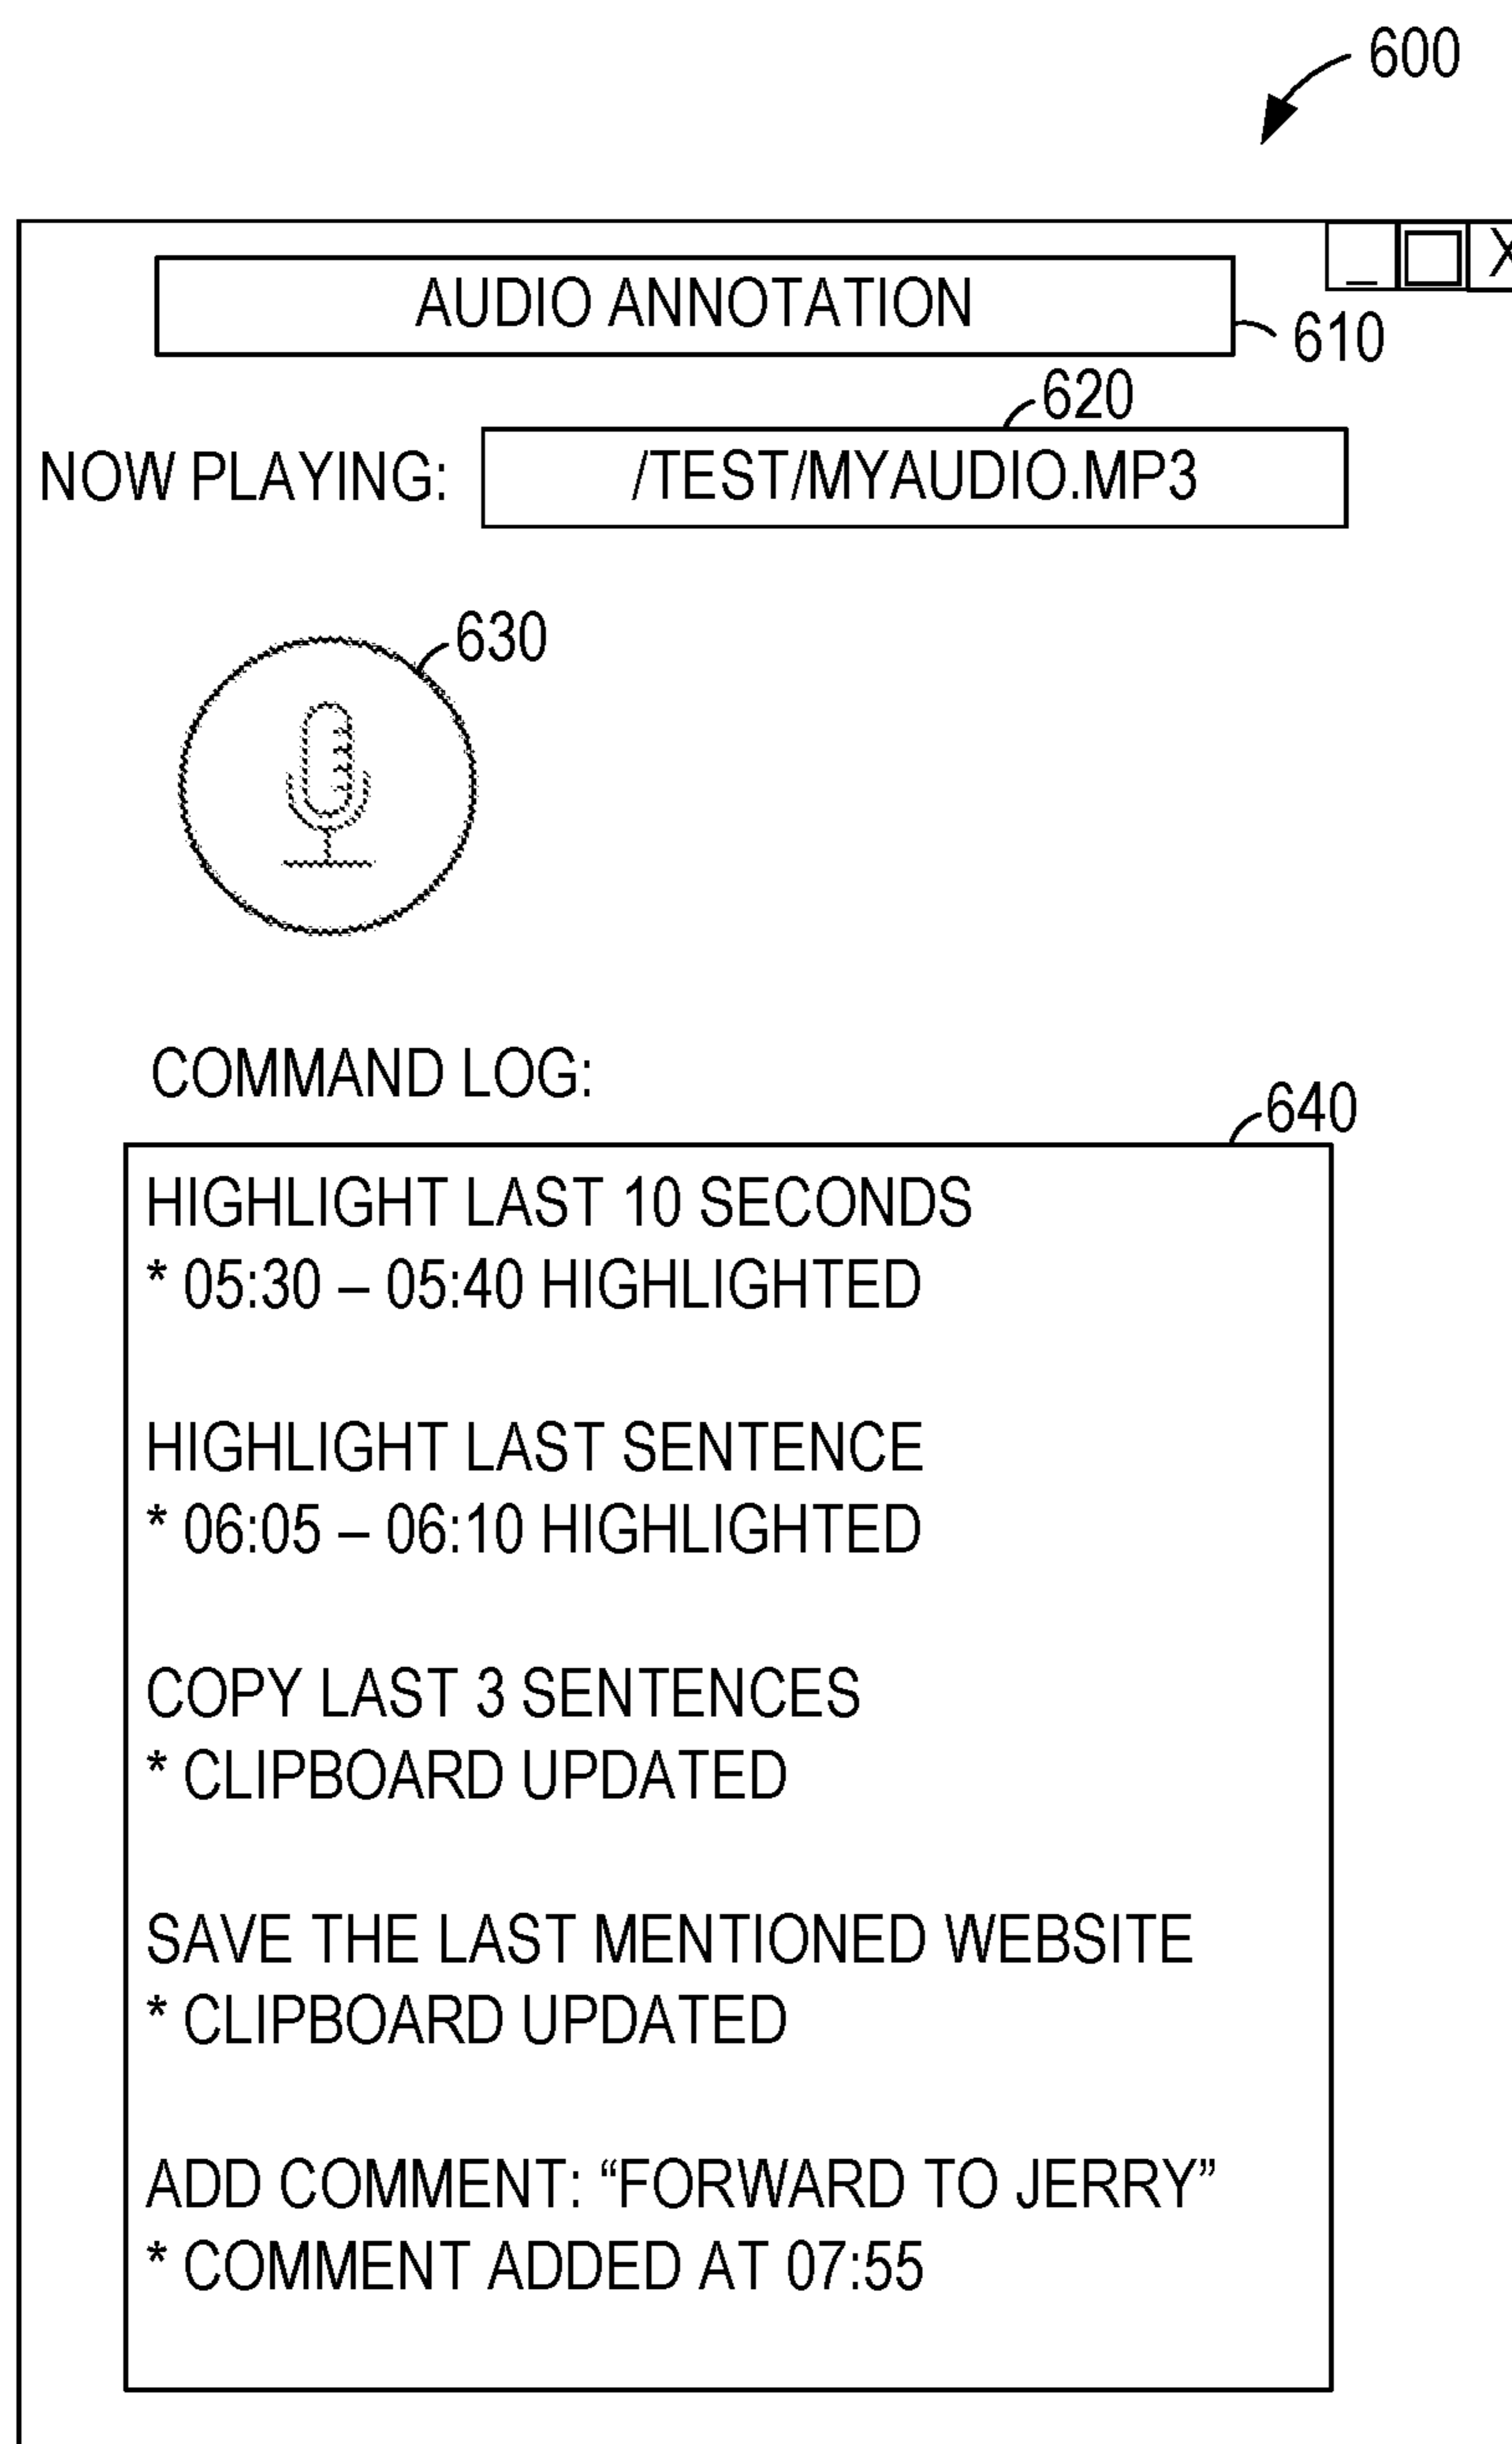 600
_ X
AUDIO ANNOTATION
610
620
NOW PLAYING: /TEST/MYAUDIO.MP3
630
COMMAND LOG:
640
HIGHLIGHT LAST 10 SECONDS
* 05:30 – 05:40 HIGHLIGHTED
HIGHLIGHT LAST SENTENCE
* 06:05 – 06:10 HIGHLIGHTED
COPY LAST 3 SENTENCES
* CLIPBOARD UPDATED
SAVE THE LAST MENTIONED WEBSITE
* CLIPBOARD UPDATED
ADD COMMENT: “FORWARD TO JERRY”
* COMMENT ADDED AT 07:55